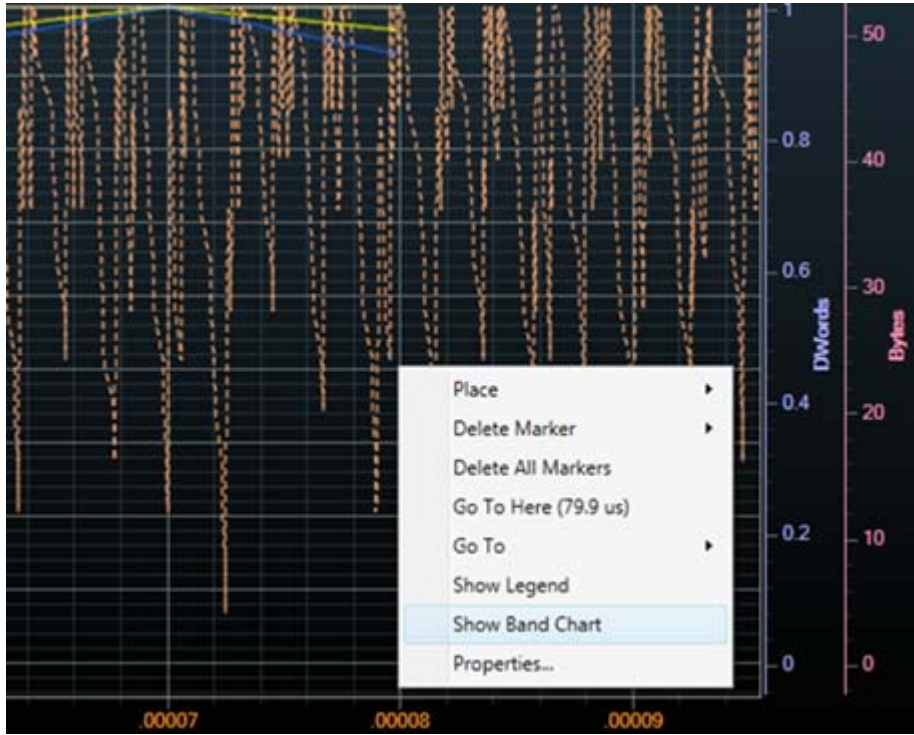 1
0.8
0.6
0.4
0.2
0
DWords
50
40
30
20
10
0
Bytes
Place
Delete Marker
Delete All Markers
Go To Here (79.9 us)
Go To
Show Legend
Show Band Chart
Properties...
.00007
.00008
.00009